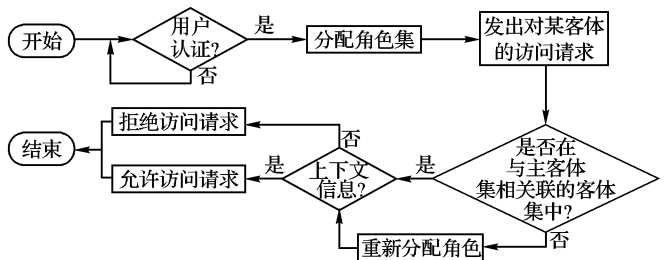 开始
用户
认证?
是
否
分配角色集
发出对某客体
的访问请求
是否在
与主客体
集相关联的客体
集中?
是
否
重新分配角色
上下文
信息?
否
是
拒绝访问请求
允许访问请求
结束